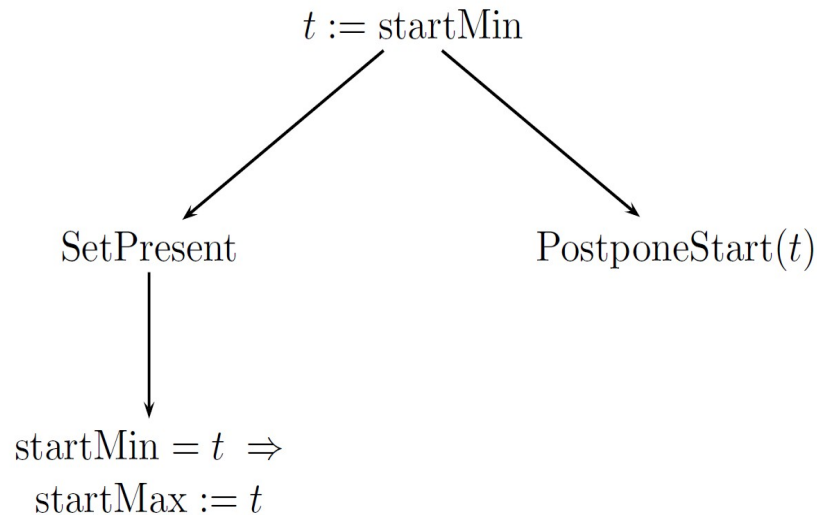 t := startMin
SetPresent
PostponeStart(t)
startMin = t ⇒
startMax := t